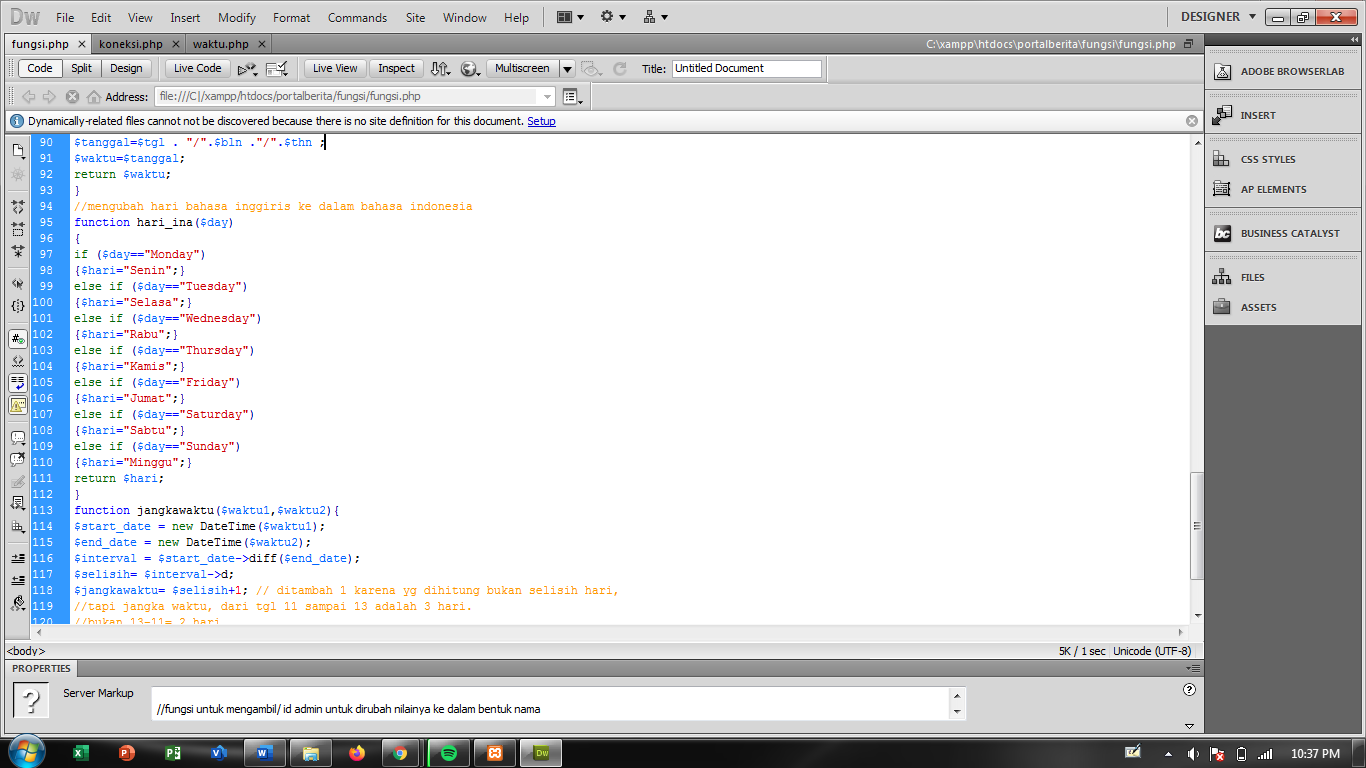 Dw File Edit View Insert Modify Format Commands Site Window Help DESIGNER
fungsi.php koneksi.php waktu.php C:\xampp\htdocs\portalberita\fungsi\fungsi.php
Code Split Design Live Code Live View Inspect Multiscreen Title: Untitled Document
Address: file:///C|/xampp/htdocs/portalberita/fungsi/fungsi.php
Dynamically-related files cannot not be discovered because there is no site definition for this document. Setup
90 $tanggal=$tgl . "/".$bln ."/".$thn ;
91 $waktu=$tanggal;
92 return $waktu;
93 }
94 //mengubah hari bahasa inggiris ke dalam bahasa indonesia
95 function hari_ina($day)
96 {
97 if ($day=="Monday")
98 {$hari="Senin";}
99 else if ($day=="Tuesday")
100 {$hari="Selasa";}
101 else if ($day=="Wednesday")
102 {$hari="Rabu";}
103 else if ($day=="Thursday")
104 {$hari="Kamis";}
105 else if ($day=="Friday")
106 {$hari="Jumat";}
107 else if ($day=="Saturday")
108 {$hari="Sabtu";}
109 else if ($day=="Sunday")
110 {$hari="Minggu";}
111 return $hari;
112 }
113 function jangkawaktu($waktu1,$waktu2){
114 $start_date = new DateTime($waktu1);
115 $end_date = new DateTime($waktu2);
116 $interval = $start_date->diff($end_date);
117 $selisih= $interval->d;
118 $jangkawaktu= $selisih+1; // ditambah 1 karena yg dihitung bukan selisih hari,
119 //tapi jangka waktu, dari tgl 11 sampai 13 adalah 3 hari.
120 //bukan 13-11= 2 hari
<body> 5K / 1 sec Unicode (UTF-8)
PROPERTIES
Server Markup
//fungsi untuk mengambil/ id admin untuk dirubah nilainya ke dalam bentuk nama
ADOBE BROWSERLAB
INSERT
CSS STYLES
AP ELEMENTS
BUSINESS CATALYST
FILES
ASSETS
10:37 PM